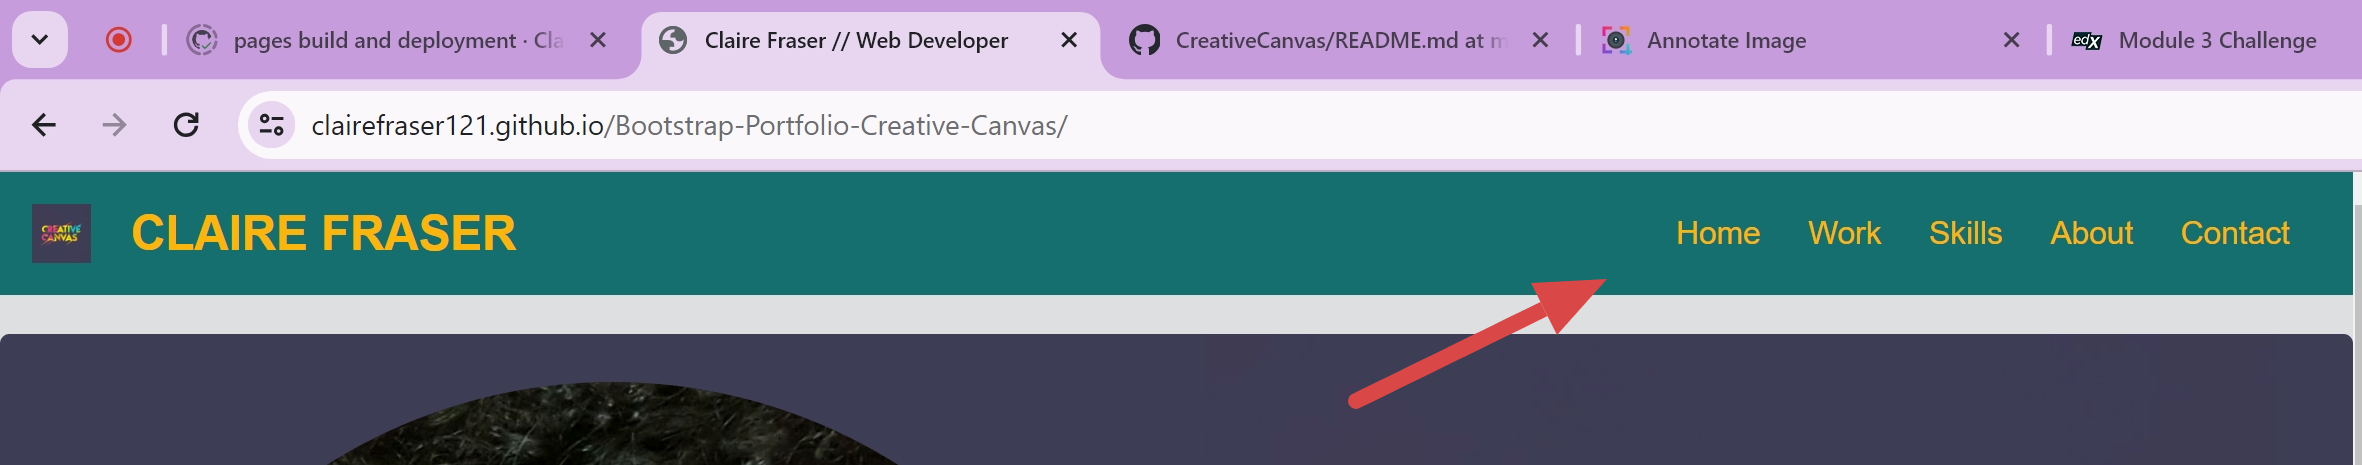 pages build and deployment · Cla
Claire Fraser // Web Developer
CreativeCanvas/README.md at m
Annotate Image
edX
Module 3 Challenge
clairefraser121.github.io/Bootstrap-Portfolio-Creative-Canvas/
CREATIVE
CANVAS
CLAIRE FRASER
Home Work Skills About Contact